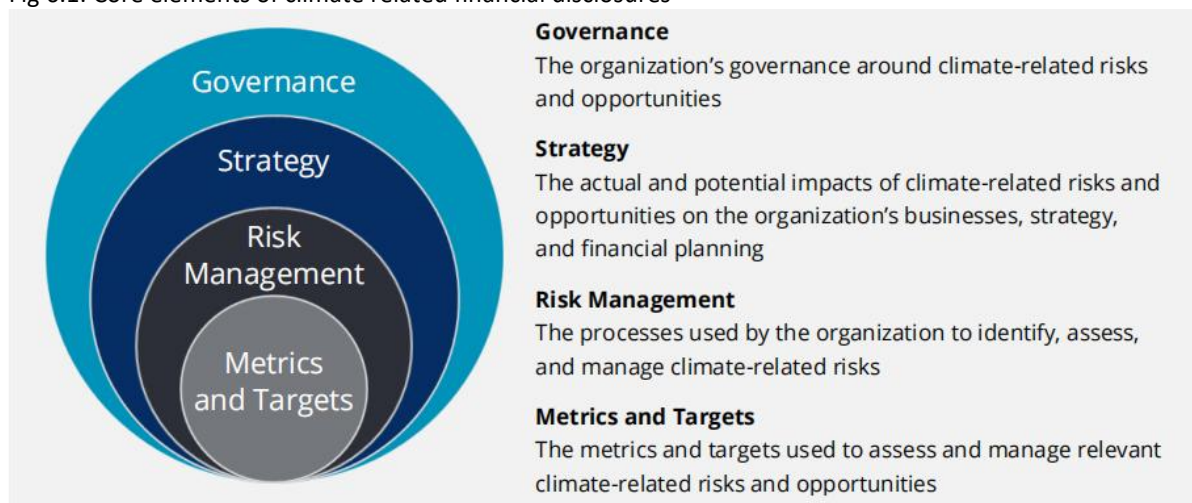 Governance
Strategy
Risk
Management
Metrics
and Targets
Governance
The organization's governance around climate-related risks
and opportunities
Strategy
The actual and potential impacts of climate-related risks and
opportunities on the organization's businesses, strategy,
and financial planning
Risk Management
The processes used by the organization to identify, assess,
and manage climate-related risks
Metrics and Targets
The metrics and targets used to assess and manage relevant
climate-related risks and opportunities